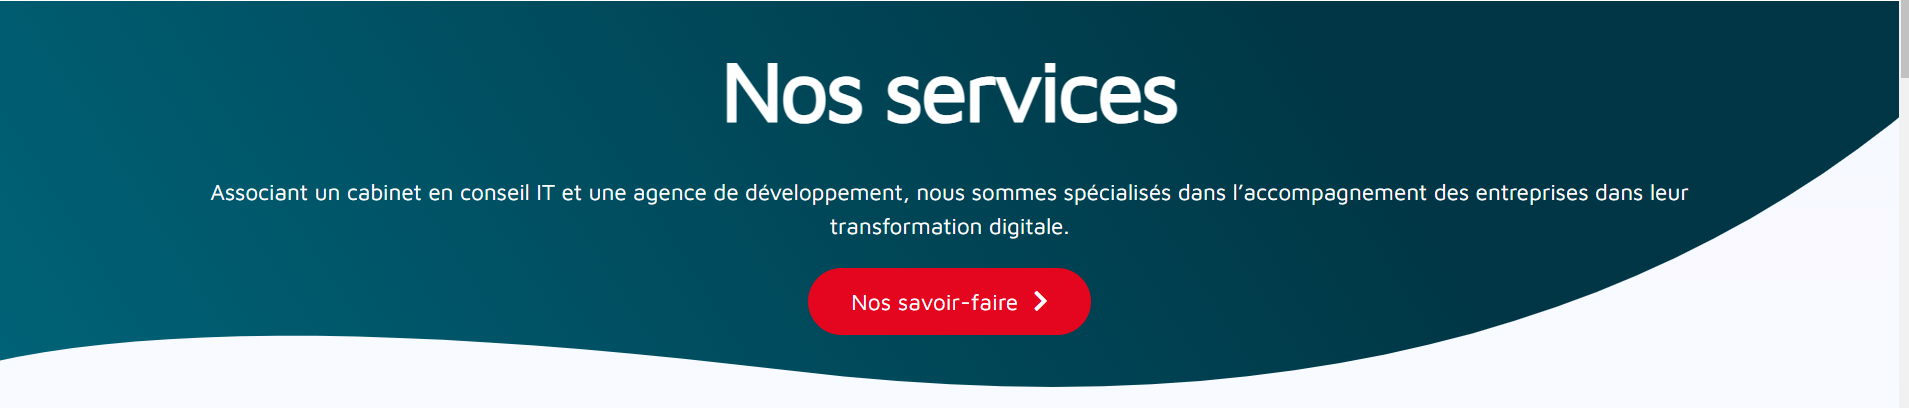 Nos services
Associant un cabinet en conseil IT et une agence de développement, nous sommes spécialisés dans l’accompagnement des entreprises dans leur
transformation digitale.
Nos savoir-faire